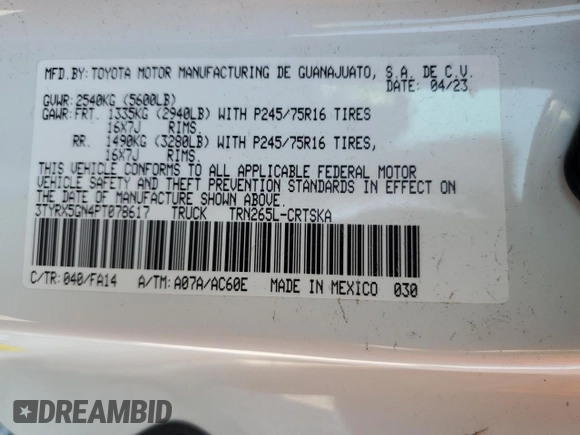 MFD.BY: TOYOTA MOTOR MANUFACTURING DE GUANAJUATO, S.A. DE C.V.
DATE: 04/23
GVWR: 2540KG (5600LB)
GAWR: FRT. 1335KG (2940LB) WITH P245/75R16 TIRES
16X7J RIMS.
RR. 1490KG (3280LB) WITH P245/75R16 TIRES,
16X7J RIMS.
THIS VEHICLE CONFORMS TO ALL APPLICABLE FEDERAL MOTOR
VEHICLE SAFETY AND THEFT PREVENTION STANDARDS IN EFFECT ON THE
DATE OF MANUFACTURE SHOWN ABOVE.
3TYRX5GN4PT078617 TRUCK TRN265L-CRTSKA
C/TR: 040/FA14 A/TM: A07A/AC60E MADE IN MEXICO 030
DREAMBID